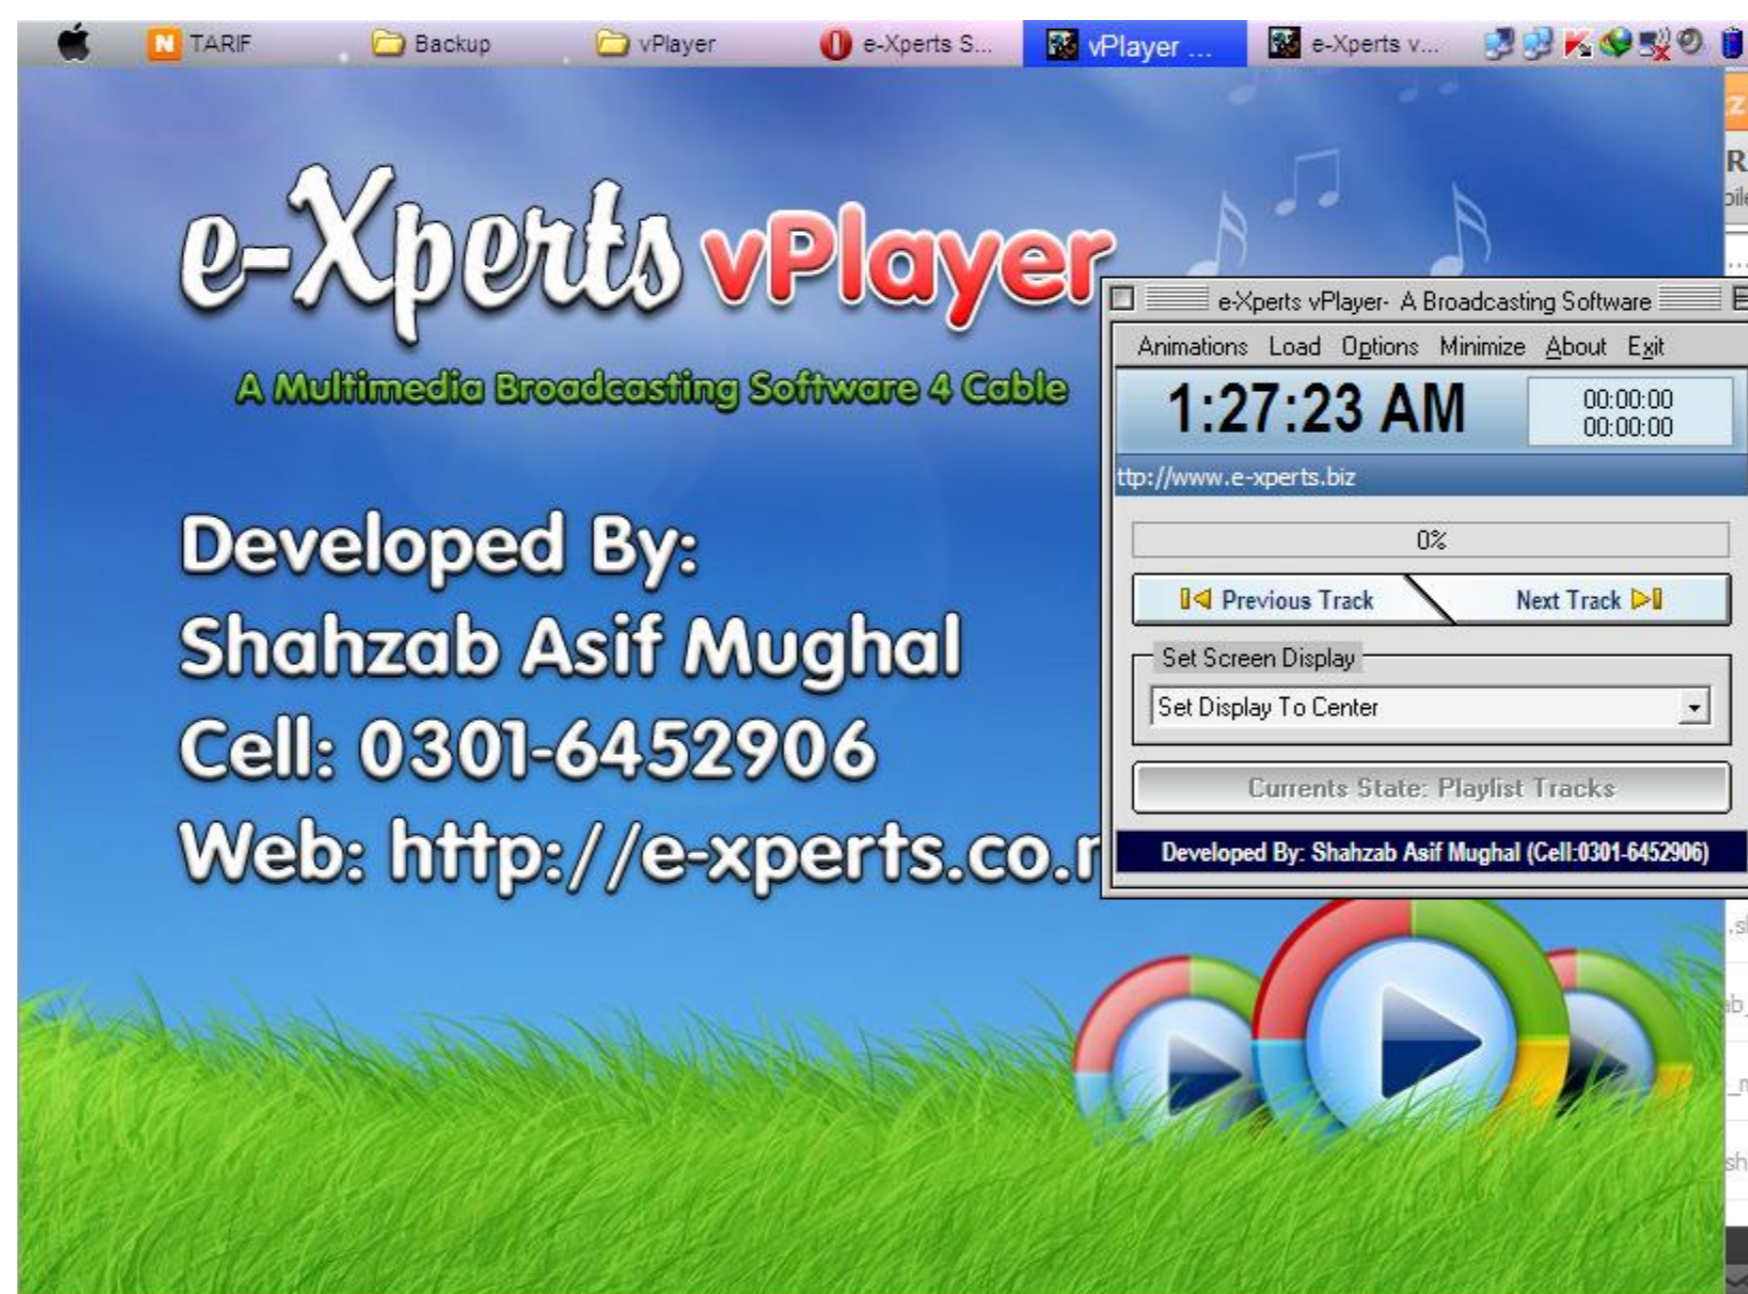 TARIF Backup vPlayer e-Xperts S... vPlayer ... e-Xperts v...
e-Xperts vPlayer
A Multimedia Broadcasting Software 4 Cable
Developed By:
Shahzab Asif Mughal
Cell: 0301-6452906
Web: http://e-xperts.co.
e-Xperts vPlayer- A Broadcasting Software
Animations Load Options Minimize About Exit
1:27:23 AM
00:00:00
00:00:00
ttp://www.e-xperts.biz
0%
Previous Track Next Track
Set Screen Display
Set Display To Center
Currents State: Playlist Tracks
Developed By: Shahzab Asif Mughal (Cell:0301-6452906)